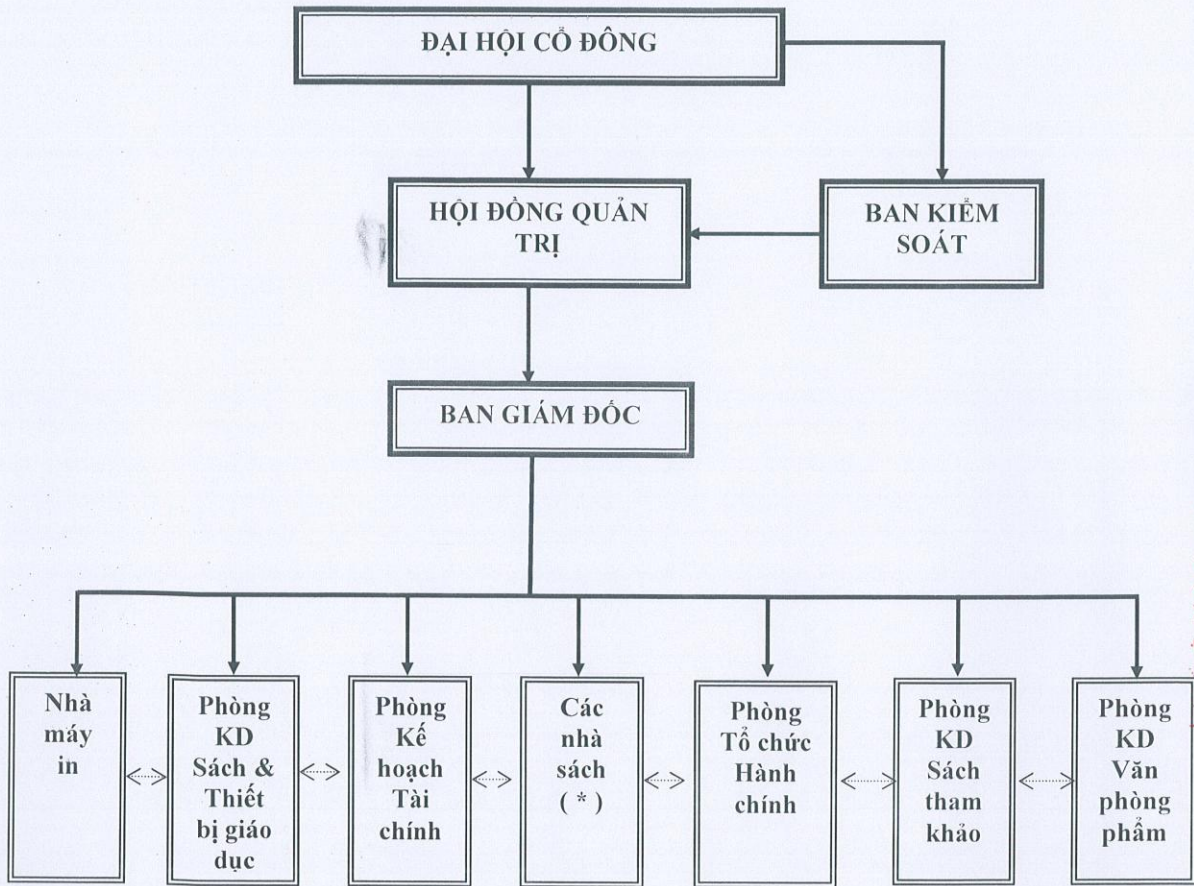 ĐẠI HỘI CỔ ĐÔNG
HỘI ĐỒNG QUẢN
TRỊ
BAN KIỂM
SOÁT
BAN GIÁM ĐỐC
Nhà
máy
in
Phòng
KD
Sách &
Thiết
bị giáo
dục
Phòng
Kế
hoạch
Tài
chính
Các
nhà
sách
( * )
Phòng
Tổ chức
Hành
chính
Phòng
KD
Sách
tham
khảo
Phòng
KD
Văn
phòng
phẩm